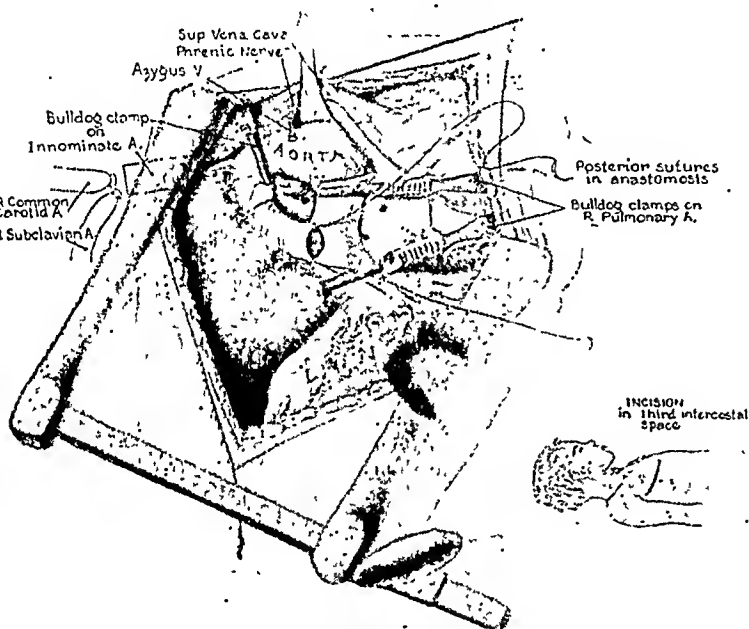 Sup Vena Cava
Phrenic Nerve
Azygus V
Bulldog clamp
on
Innominate A.
AORTA
R Common
Carotid A
R Subclavian A.
Posterior sutures
in anastomosis
Bulldog clamps on
R. Pulmonary A.
INCISION
in Third intercostal
space